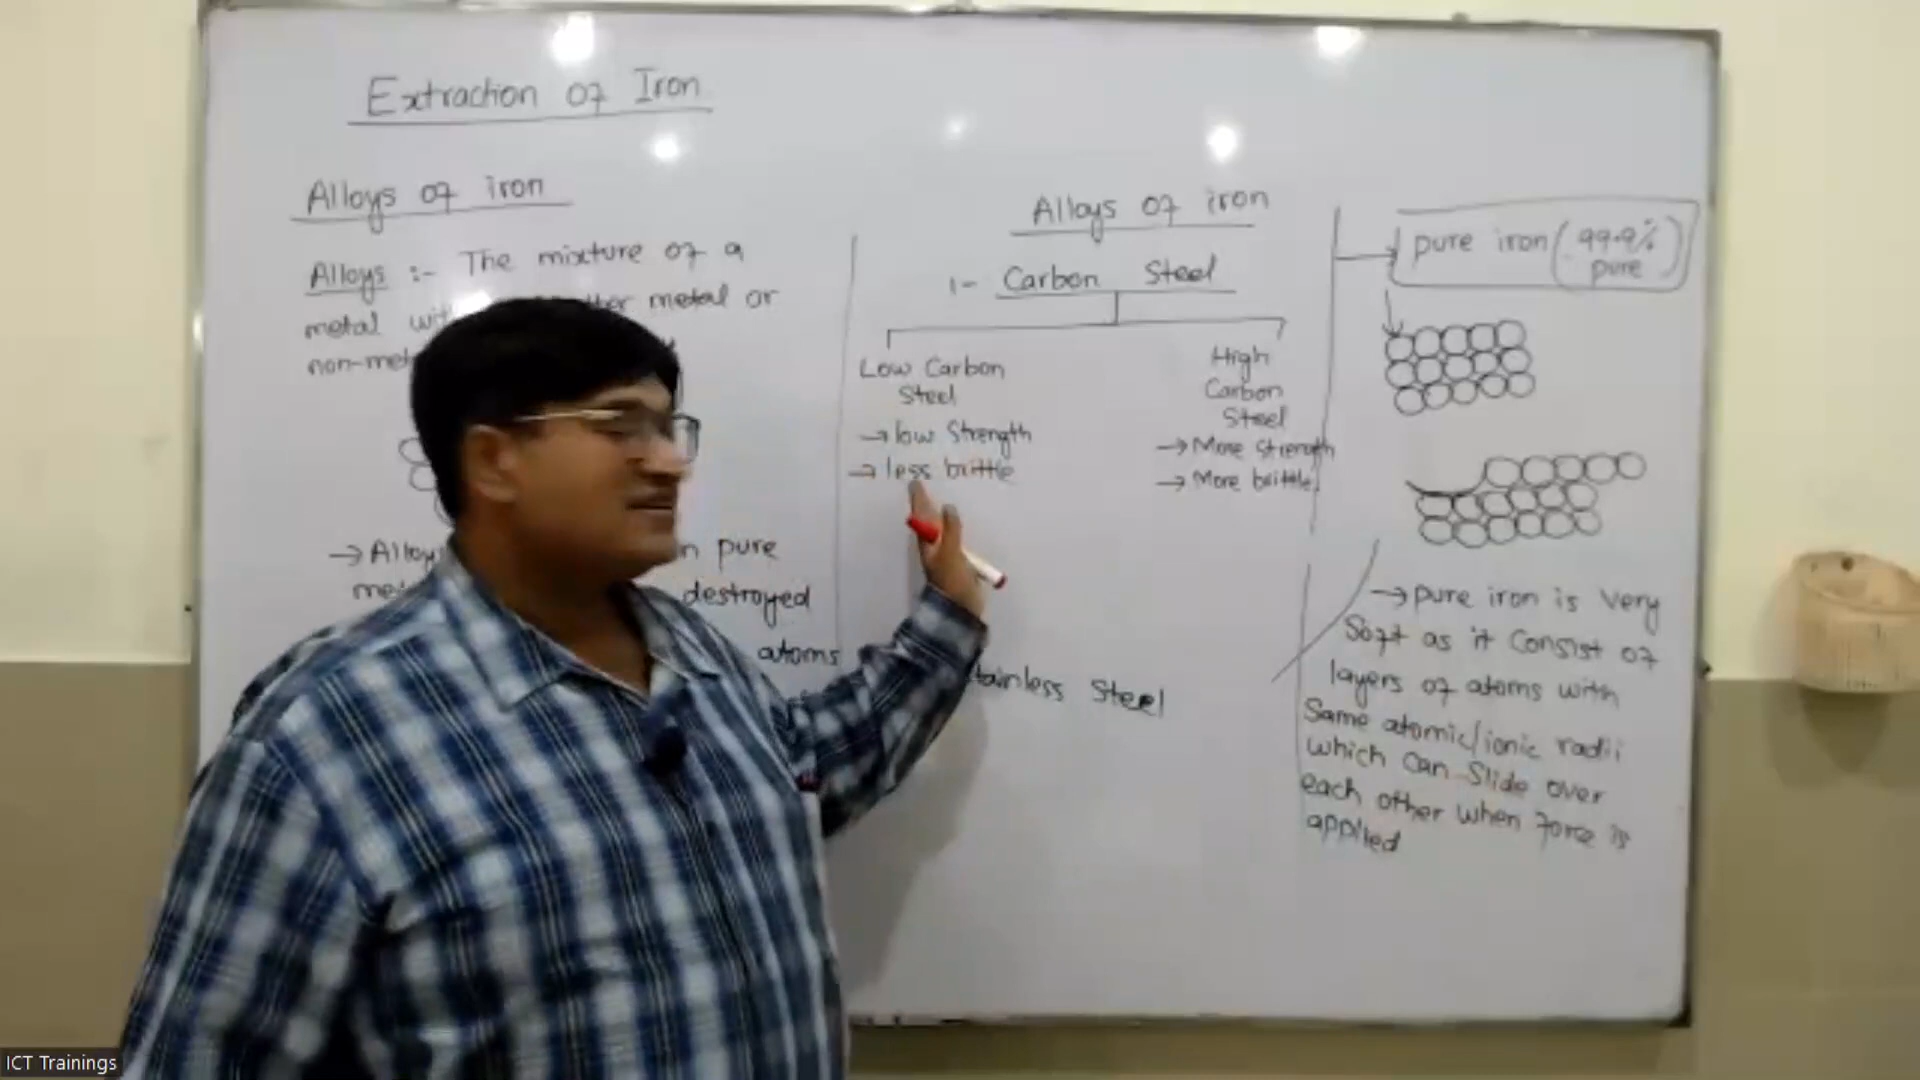 Extraction of Iron
Alloys of iron
Alloys :- The mixture of a
metal with other metal or
non-met
→ Alloy n pure
me destroyed
atoms
Alloys of iron
1- Carbon Steel
Low Carbon
Steel
→ low Strength
→ less brittle
High
Carbon
Steel
→ More Strength
→ More brittle
tainless Steel
pure iron (99.9%
pure)
→ pure iron is very
Soft as it Consist of
layers of atoms with
Same atomic/ionic radii
which can Slide over
each other when force is
applied
ICT Trainings